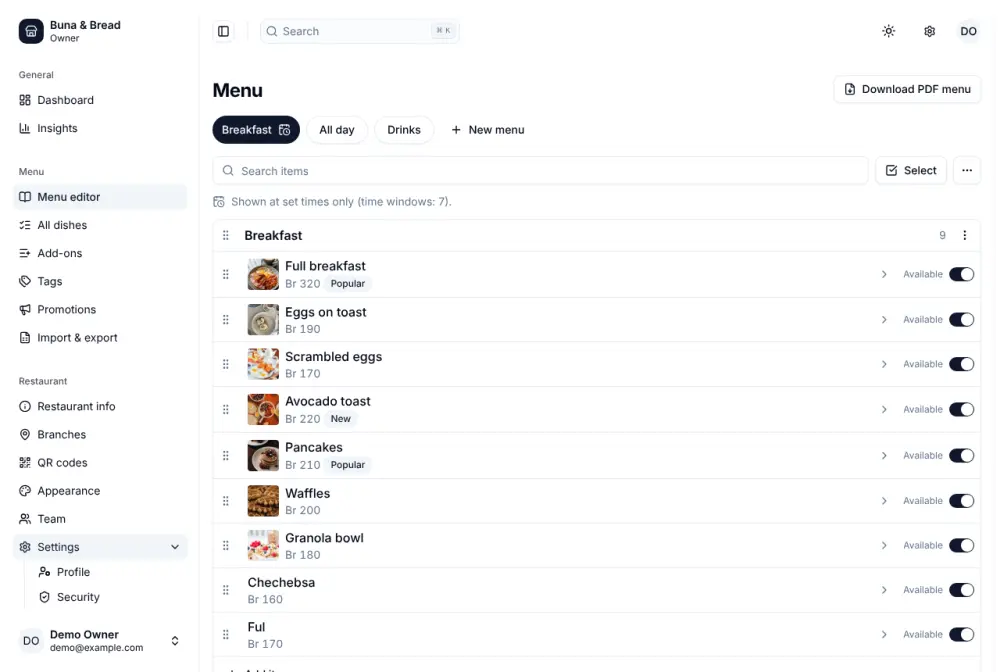 Buna & Bread
Owner
General
Dashboard
Insights
Menu
Menu editor
All dishes
Add-ons
Tags
Promotions
Import & export
Restaurant
Restaurant info
Branches
QR codes
Appearance
Team
Settings
Profile
Security
DO
Demo Owner
demo@example.com
Search
⌘ K
DO
Menu
Download PDF menu
Breakfast
All day
Drinks
+ New menu
Search items
Select
Shown at set times only (time windows: 7).
Breakfast 9
Full breakfast
Br 320 Popular
Available
Eggs on toast
Br 190
Available
Scrambled eggs
Br 170
Available
Avocado toast
Br 220 New
Available
Pancakes
Br 210 Popular
Available
Waffles
Br 200
Available
Granola bowl
Br 180
Available
Chechebsa
Br 160
Available
Ful
Br 170
Available